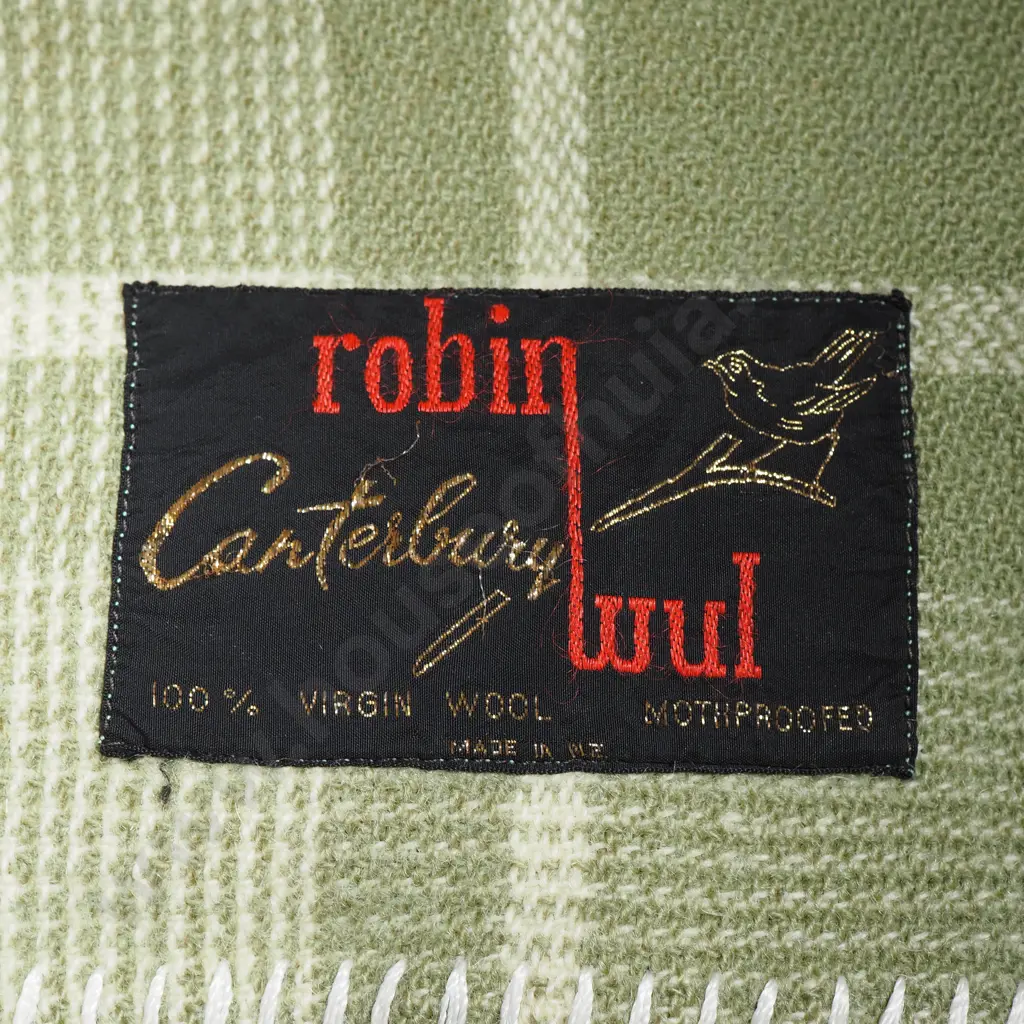 robin
Canterbury
wul
100% VIRGIN WOOL MOTHPROOFED
MADE IN N.Z.